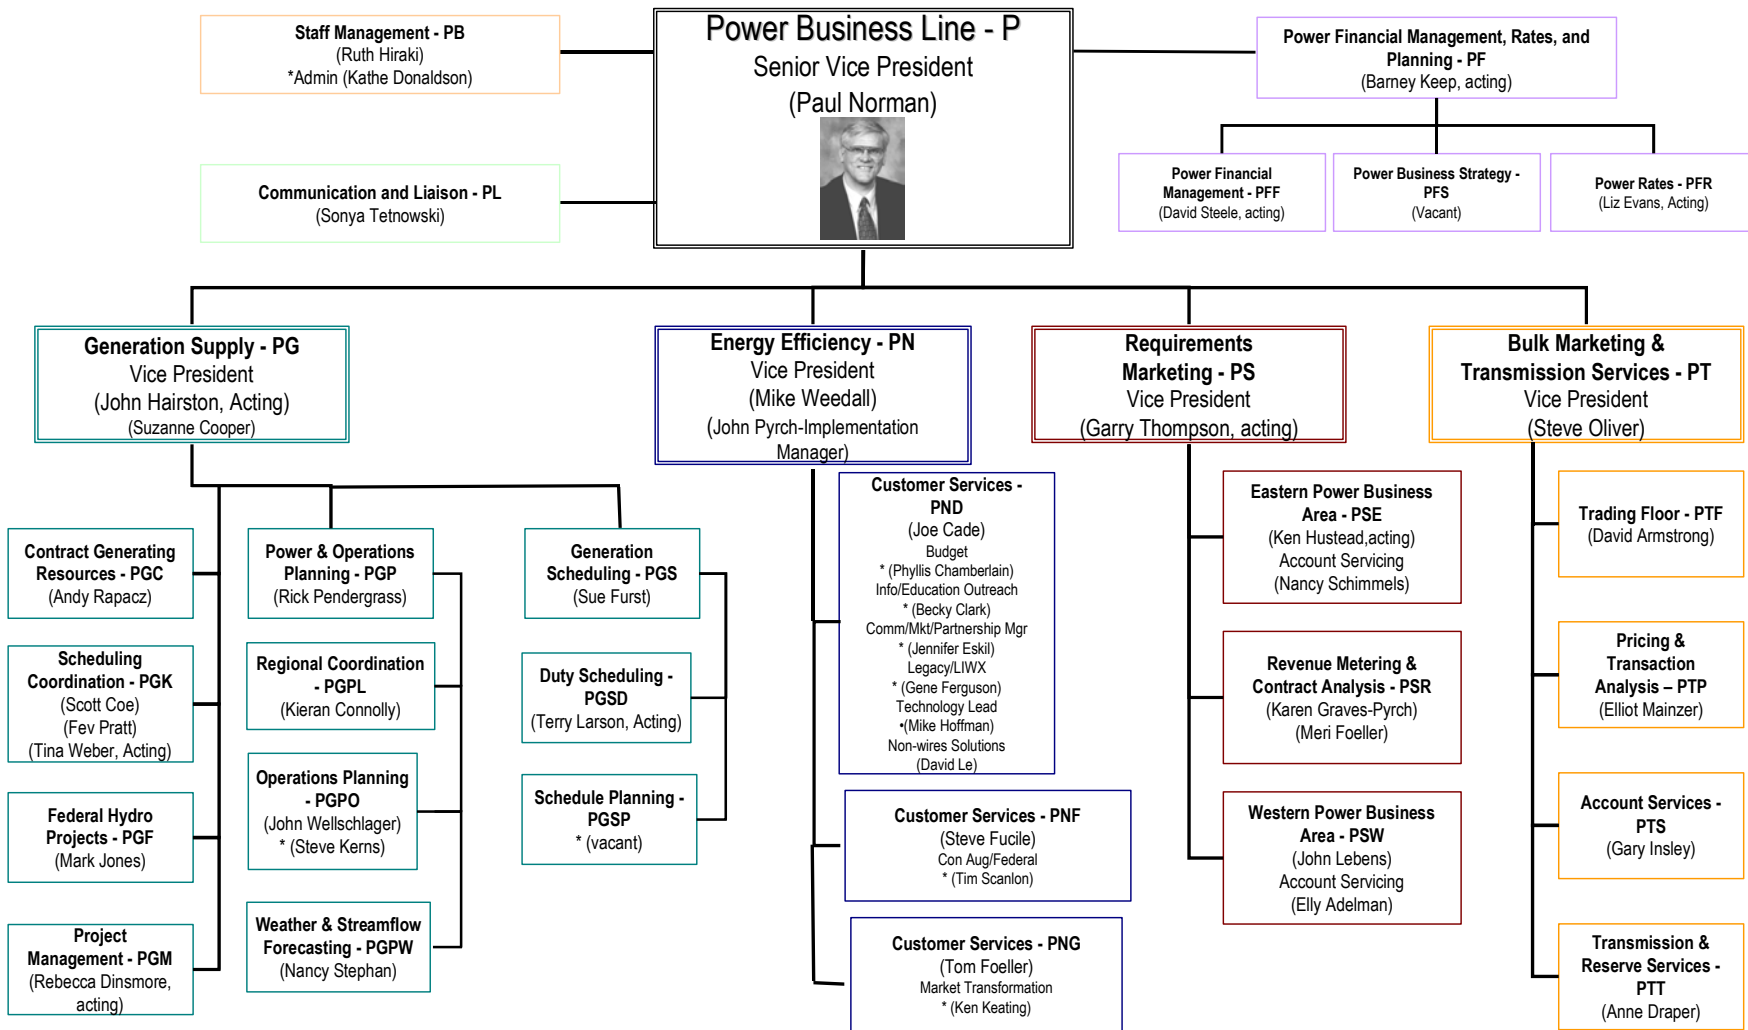 Power Business Line - P
Senior Vice President
(Paul Norman)
Staff Management - PB
(Ruth Hiraki)
*Admin (Kathe Donaldson)
Communication and Liaison - PL
(Sonya Tetnowski)
Power Financial Management, Rates, and
Planning - PF
(Barney Keep, acting)
Power Financial
Management - PFF
(David Steele, acting)
Power Business Strategy -
PFS
(Vacant)
Power Rates - PFR
(Liz Evans, Acting)
Generation Supply - PG
Vice President
(John Hairston, Acting)
(Suzanne Cooper)
Contract Generating
Resources - PGC
(Andy Rapacz)
Scheduling
Coordination - PGK
(Scott Coe)
(Fev Pratt)
(Tina Weber, Acting)
Federal Hydro
Projects - PGF
(Mark Jones)
Project
Management - PGM
(Rebecca Dinsmore,
acting)
Power & Operations
Planning - PGP
(Rick Pendergrass)
Regional Coordination
- PGPL
(Kieran Connolly)
Operations Planning
- PGPO
(John Wellschlager)
* (Steve Kerns)
Weather & Streamflow
Forecasting - PGPW
(Nancy Stephan)
Generation
Scheduling - PGS
(Sue Furst)
Duty Scheduling -
PGSD
(Terry Larson, Acting)
Schedule Planning -
PGSP
* (vacant)
Energy Efficiency - PN
Vice President
(Mike Weedall)
(John Pyrch-Implementation
Manager)
Customer Services -
PND
(Joe Cade)
Budget
* (Phyllis Chamberlain)
Info/Education Outreach
* (Becky Clark)
Comm/Mkt/Partnership Mgr
* (Jennifer Eskil)
Legacy/LIWX
* (Gene Ferguson)
Technology Lead
•(Mike Hoffman)
Non-wires Solutions
(David Le)
Customer Services - PNF
(Steve Fucile)
Con Aug/Federal
* (Tim Scanlon)
Customer Services - PNG
(Tom Foeller)
Market Transformation
* (Ken Keating)
Requirements
Marketing - PS
Vice President
(Garry Thompson, acting)
Eastern Power Business
Area - PSE
(Ken Hustead,acting)
Account Servicing
(Nancy Schimmels)
Revenue Metering &
Contract Analysis - PSR
(Karen Graves-Pyrch)
(Meri Foeller)
Western Power Business
Area - PSW
(John Lebens)
Account Servicing
(Elly Adelman)
Bulk Marketing &
Transmission Services - PT
Vice President
(Steve Oliver)
Trading Floor - PTF
(David Armstrong)
Pricing &
Transaction
Analysis – PTP
(Elliot Mainzer)
Account Services -
PTS
(Gary Insley)
Transmission &
Reserve Services -
PTT
(Anne Draper)